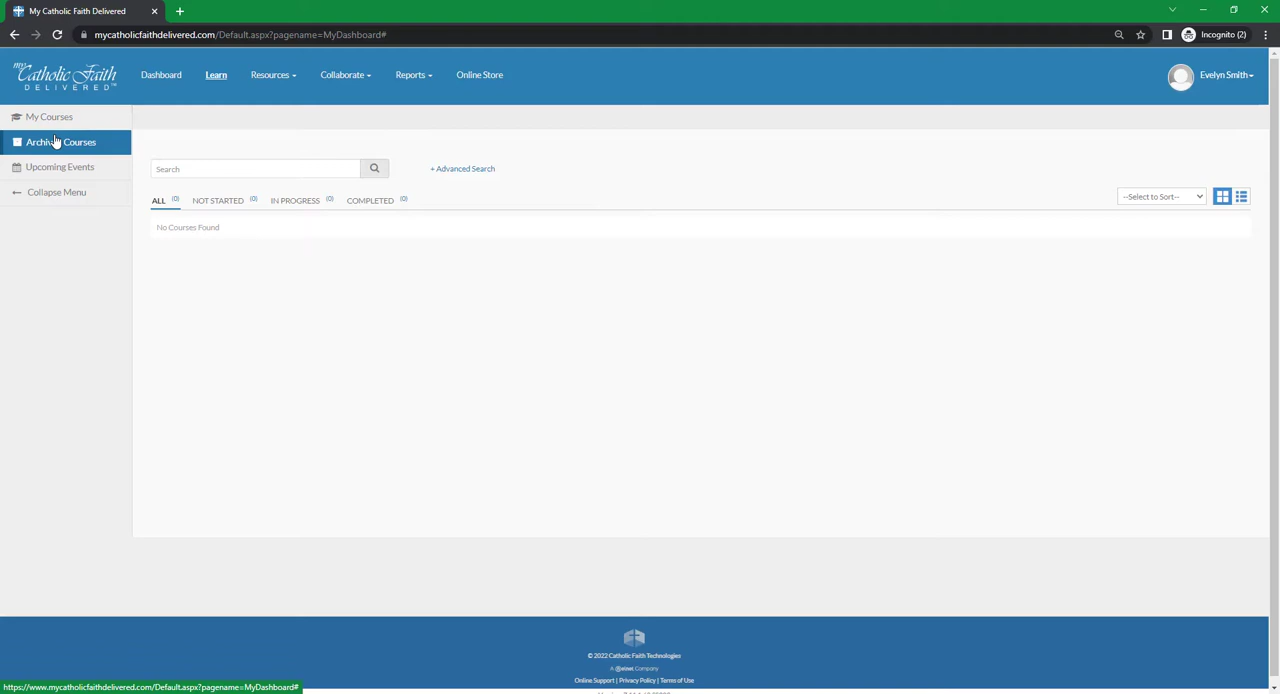 My Catholic Faith Delivered
mycatholicfaithdelivered.com/Default.aspx?pagename=MyDashboard#
Incognito (2)
my Catholic Faith DELIVERED™
Dashboard Learn Resources Collaborate Reports Online Store
Evelyn Smith
My Courses
Courses
Upcoming Events
Collapse Menu
Search
+ Advanced Search
ALL (0) NOT STARTED (0) IN PROGRESS (0) COMPLETED (0)
--Select to Sort--
No Courses Found
© 2022 Catholic Faith Technologies
Company
Online Support | Privacy Policy | Terms of Use
https://www.mycatholicfaithdelivered.com/Default.aspx?pagename=MyDashboard#